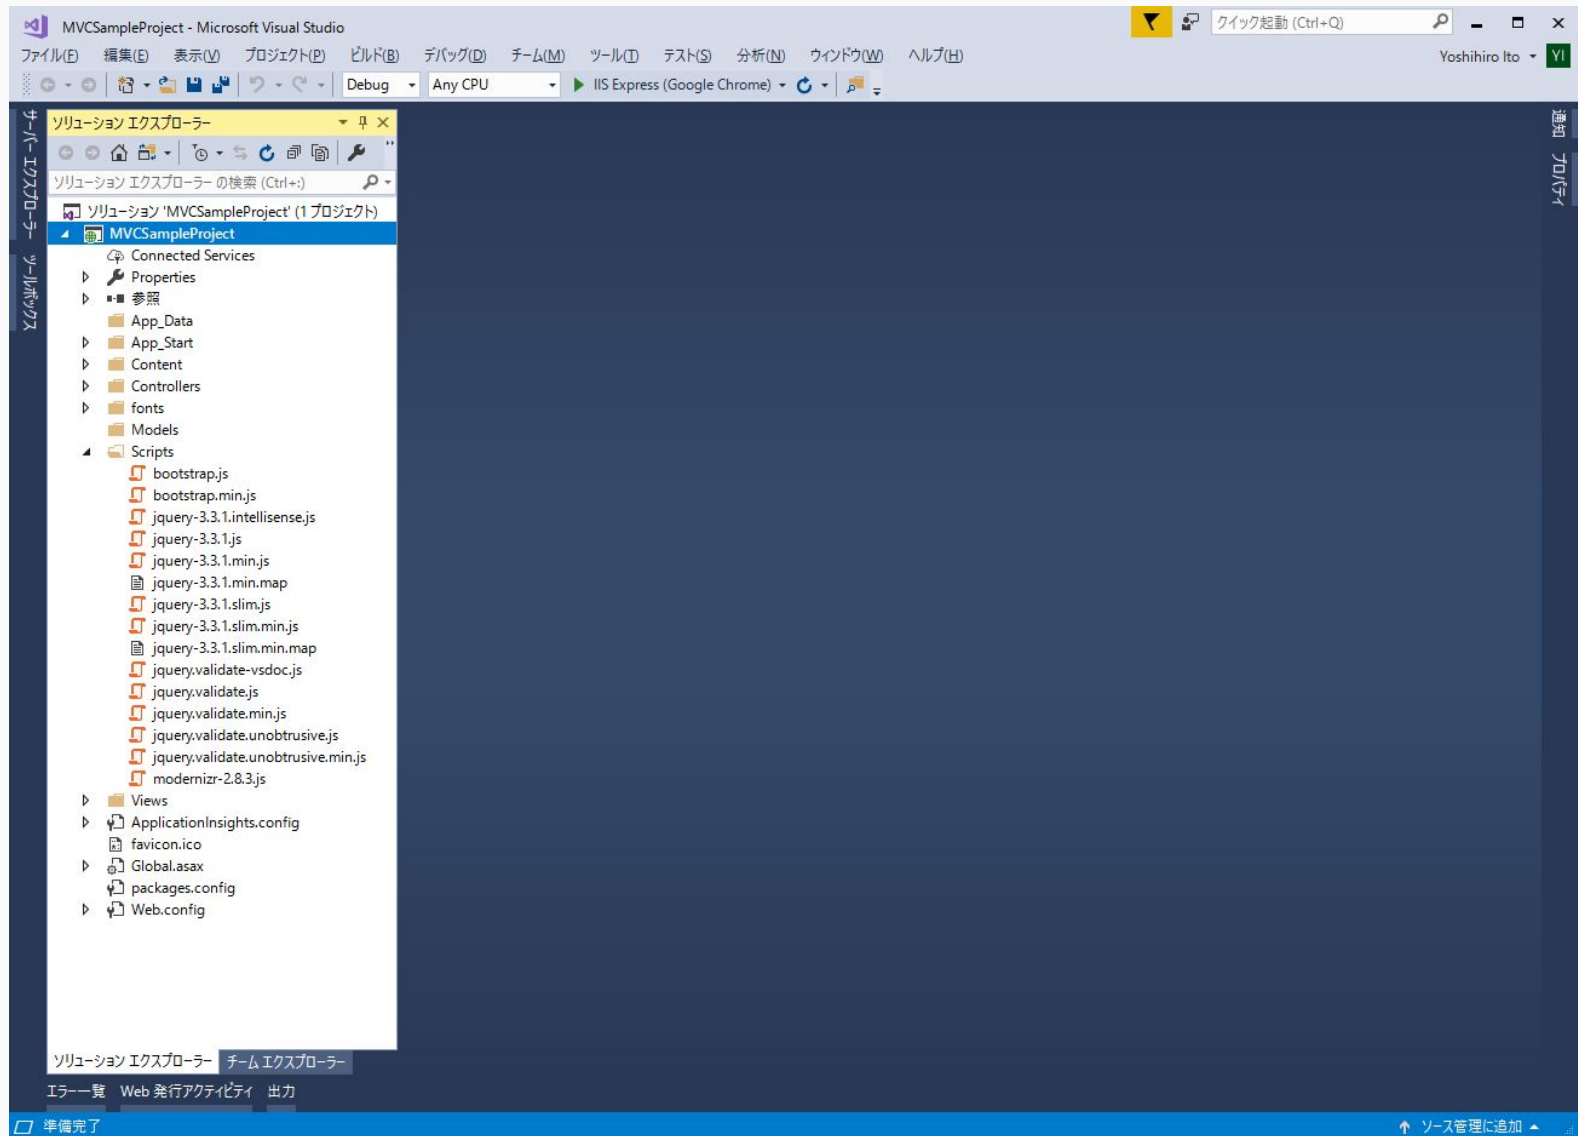 MVCSampleProject - Microsoft Visual Studio
クイック起動 (Ctrl+Q)
ファイル(F) 編集(E) 表示(V) プロジェクト(P) ビルド(B) デバッグ(D) チーム(M) ツール(T) テスト(S) 分析(N) ウィンドウ(W) ヘルプ(H)
Yoshihiro Ito YI
Debug Any CPU IIS Express (Google Chrome)
サーバー エクスプローラー
ツールボックス
ソリューション エクスプローラー
ソリューション エクスプローラー の検索 (Ctrl+:)
ソリューション 'MVCSampleProject' (1 プロジェクト)
MVCSampleProject
Connected Services
Properties
参照
App_Data
App_Start
Content
Controllers
fonts
Models
Scripts
bootstrap.js
bootstrap.min.js
jquery-3.3.1.intellisense.js
jquery-3.3.1.js
jquery-3.3.1.min.js
jquery-3.3.1.min.map
jquery-3.3.1.slim.js
jquery-3.3.1.slim.min.js
jquery-3.3.1.slim.min.map
jquery.validate-vsdoc.js
jquery.validate.js
jquery.validate.min.js
jquery.validate.unobtrusive.js
jquery.validate.unobtrusive.min.js
modernizr-2.8.3.js
Views
ApplicationInsights.config
favicon.ico
Global.asax
packages.config
Web.config
通知
プロパティ
ソリューション エクスプローラー チーム エクスプローラー
エラー一覧 Web 発行アクティビティ 出力
準備完了
ソース管理に追加